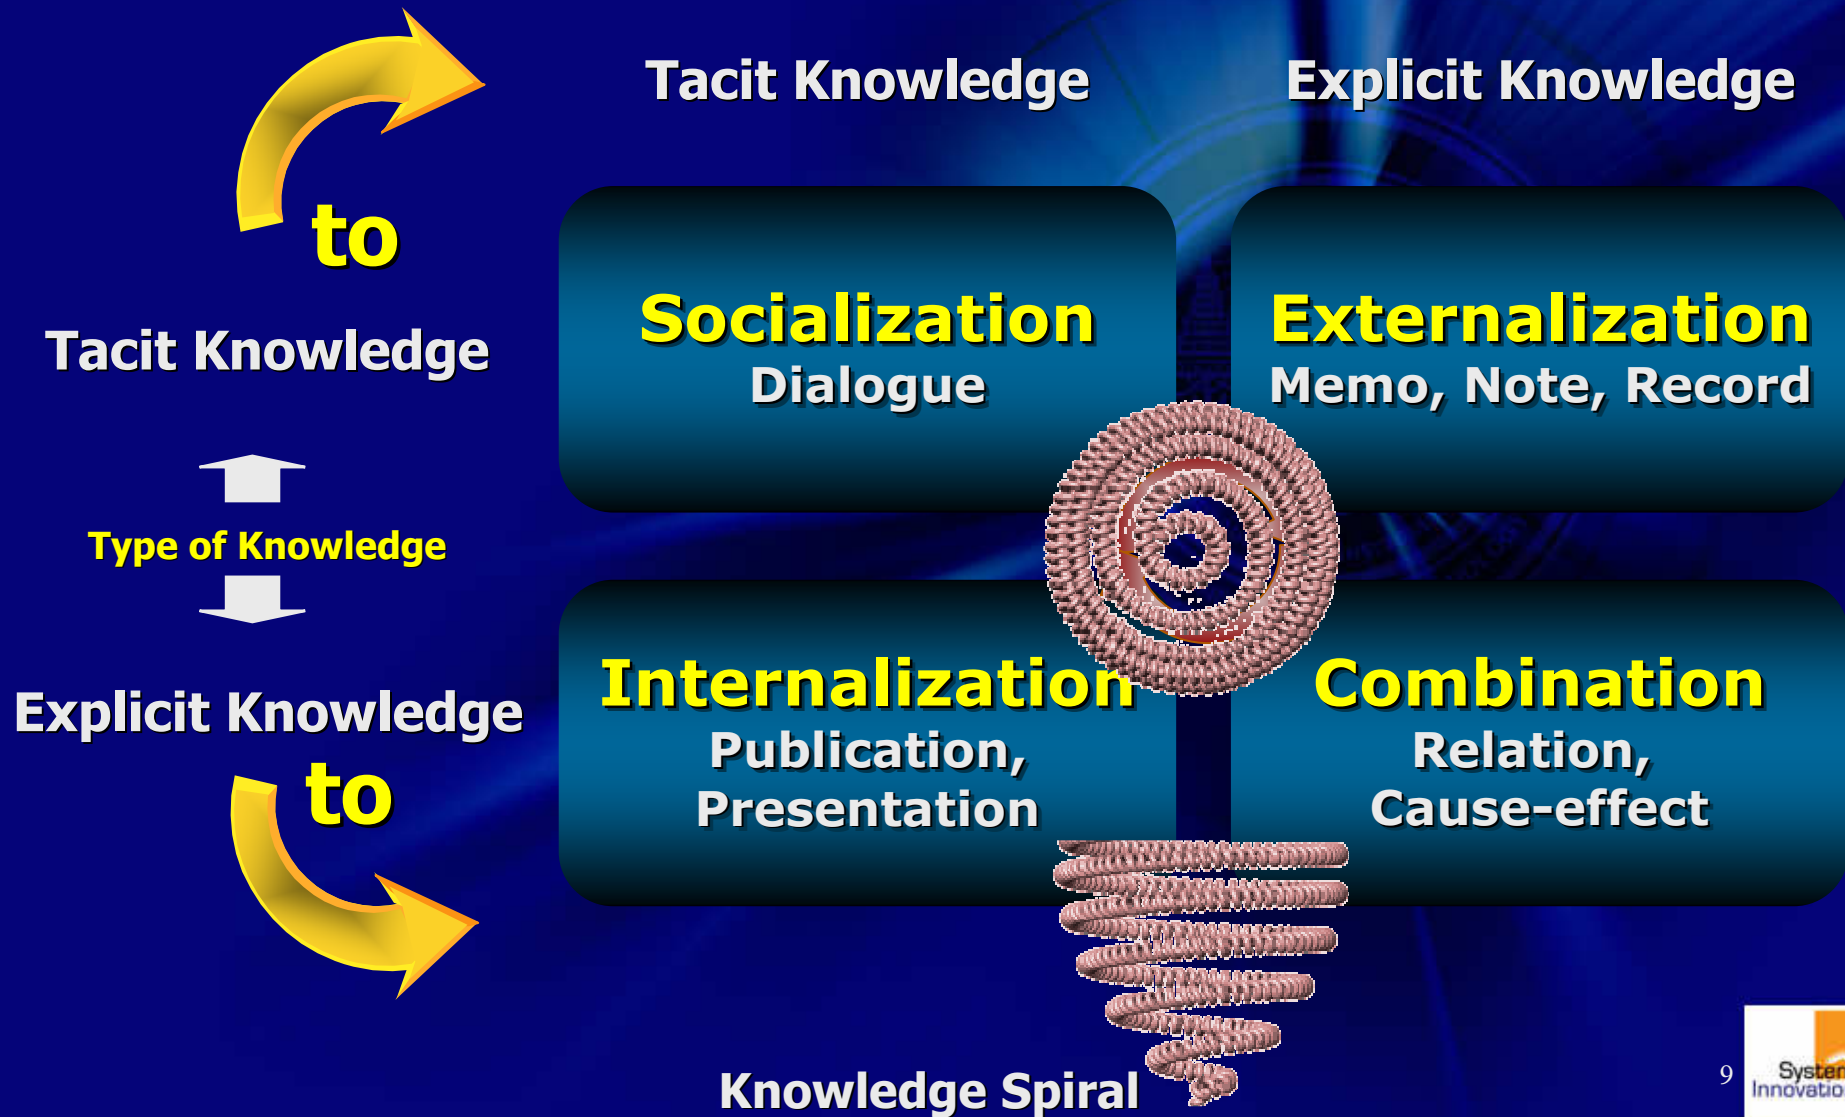 Tacit Knowledge
Explicit Knowledge
to
Tacit Knowledge
Socialization
Dialogue
Externalization
Memo, Note, Record
Type of Knowledge
Explicit Knowledge
to
Internalization
Publication,
Presentation
Combination
Relation,
Cause-effect
Knowledge Spiral
9